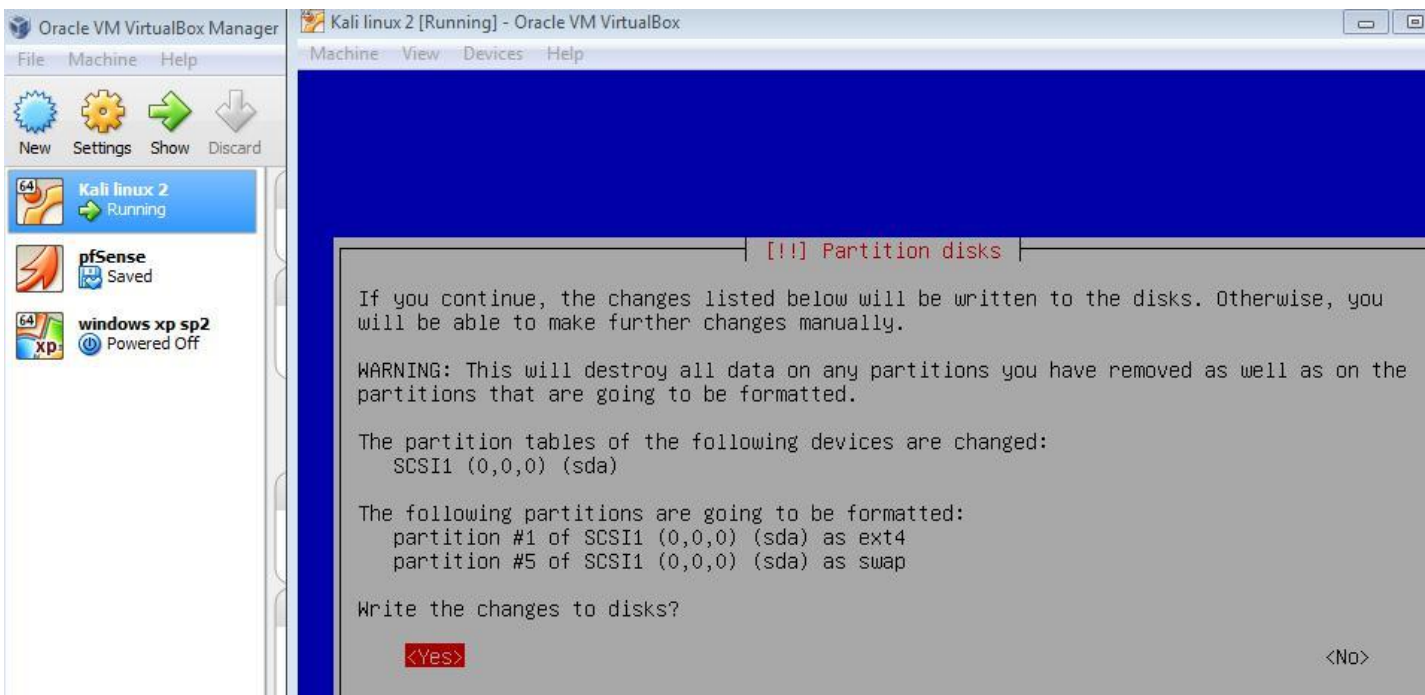 Oracle VM VirtualBox Manager
File Machine Help
New Settings Show Discard
64
Kali linux 2
Running
pfSense
Saved
64
xp
windows xp sp2
Powered Off
Kali linux 2 [Running] - Oracle VM VirtualBox
Machine View Devices Help
[!!] Partition disks
If you continue, the changes listed below will be written to the disks. Otherwise, you
will be able to make further changes manually.
WARNING: This will destroy all data on any partitions you have removed as well as on the
partitions that are going to be formatted.
The partition tables of the following devices are changed:
SCSI1 (0,0,0) (sda)
The following partitions are going to be formatted:
partition #1 of SCSI1 (0,0,0) (sda) as ext4
partition #5 of SCSI1 (0,0,0) (sda) as swap
Write the changes to disks?
<Yes> <No>